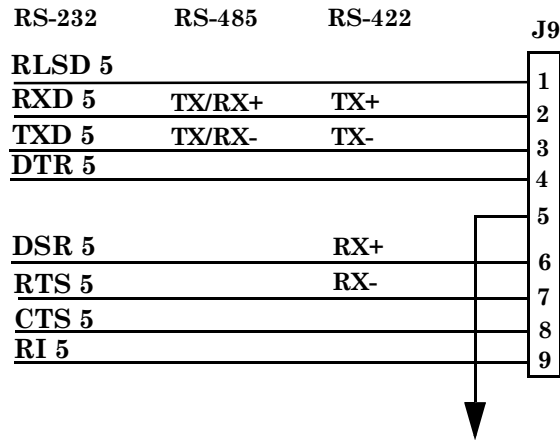 RS-232 RS-485 RS-422 J9
RLSD 5 1
RXD 5 TX/RX+ TX+ 2
TXD 5 TX/RX- TX- 3
DTR 5 4
5
DSR 5 RX+ 6
RTS 5 RX- 7
CTS 5 8
RI 5 9